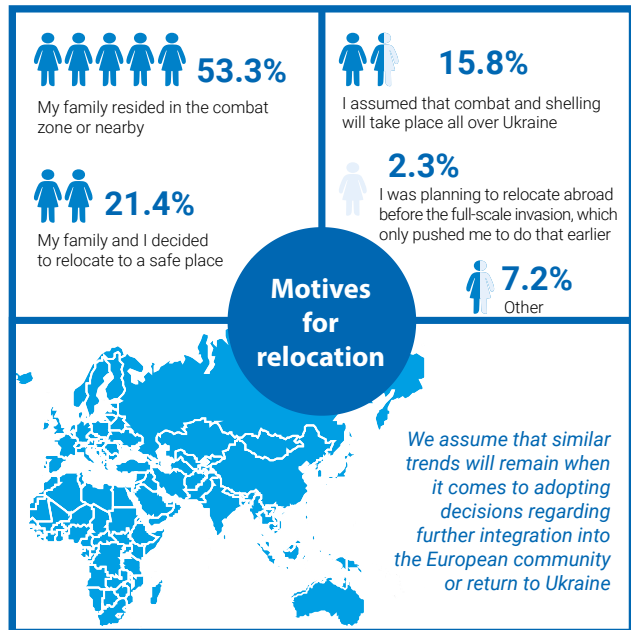 53.3%
My family resided in the combat
zone or nearby
21.4%
My family and I decided
to relocate to a safe place
15.8%
I assumed that combat and shelling
will take place all over Ukraine
2.3%
I was planning to relocate abroad
before the full-scale invasion, which
only pushed me to do that earlier
7.2%
Other
Motives
for
relocation
We assume that similar
trends will remain when
it comes to adopting
decisions regarding
further integration into
the European community
or return to Ukraine